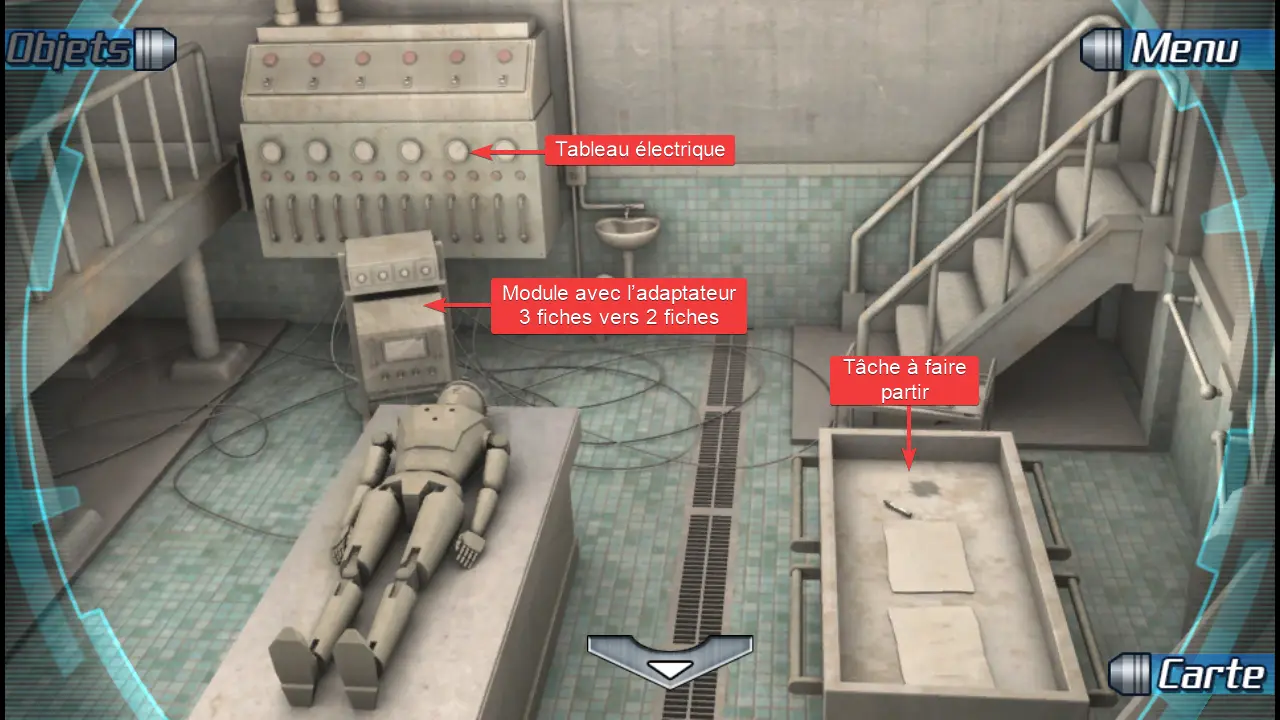 Objets
Menu
Tableau électrique
Module avec l’adaptateur
3 fiches vers 2 fiches
Tâche à faire
partir
Carte